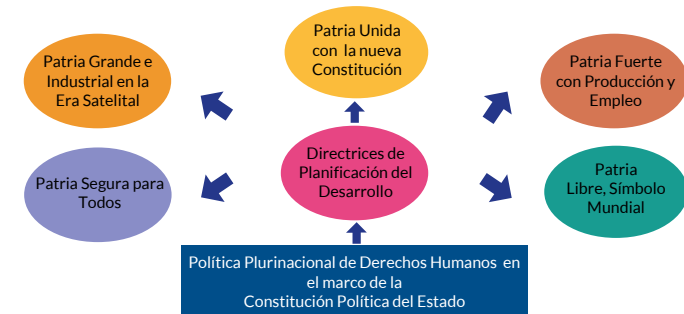 Patria Unida
con la nueva
Constitución
Patria Grande e
Industrial en la
Era Satelital
Patria Fuerte
con Producción y
Empleo
Directrices de
Planificación del
Desarrollo
Patria Segura para
Todos
Patria
Libre, Símbolo
Mundial
Política Plurinacional de Derechos Humanos en
el marco de la
Constitución Política del Estado